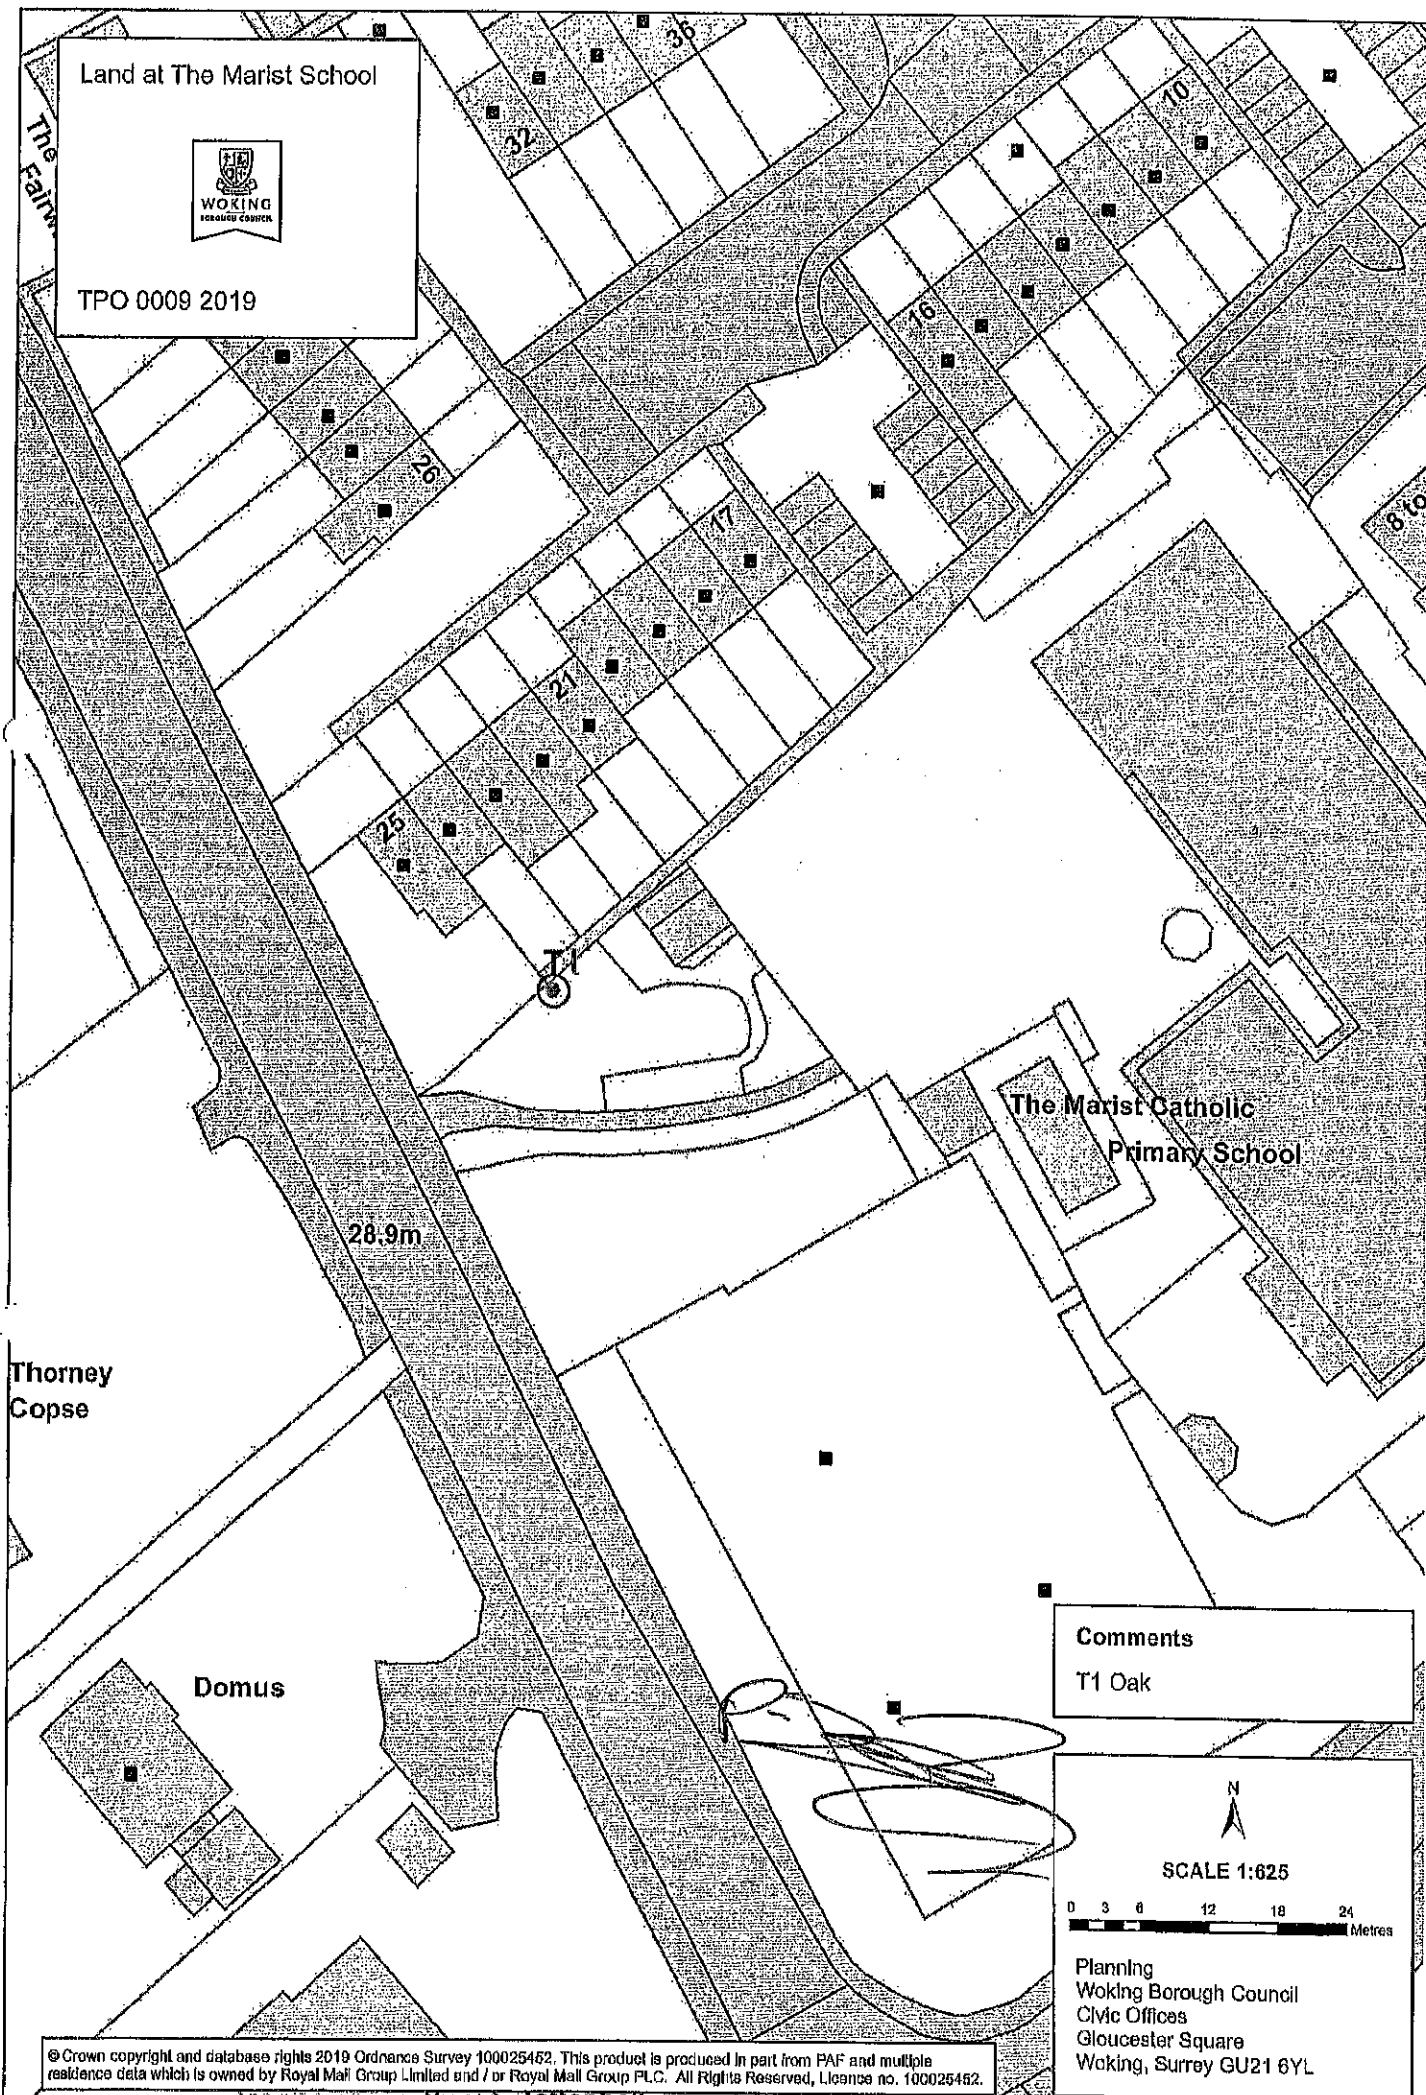 Land at The Marist School
WOKING
BOROUGH COUNCIL
TPO 0009 2019
The
36
32
10
16
26
17
8 to
21
25
T1
The Marist Catholic
Primary School
28.9m
Thorney
Copse
Domus
Comments
T1 Oak
N
SCALE 1:625
0 3 6 12 18 24
Metres
Planning
Woking Borough Council
Civic Offices
Gloucester Square
Woking, Surrey GU21 6YL
© Crown copyright and database rights 2019 Ordnance Survey 100025452. This product is produced in part from PAF and multiple
residence data which is owned by Royal Mail Group Limited and / or Royal Mail Group PLC. All Rights Reserved, Licence no. 100025452.